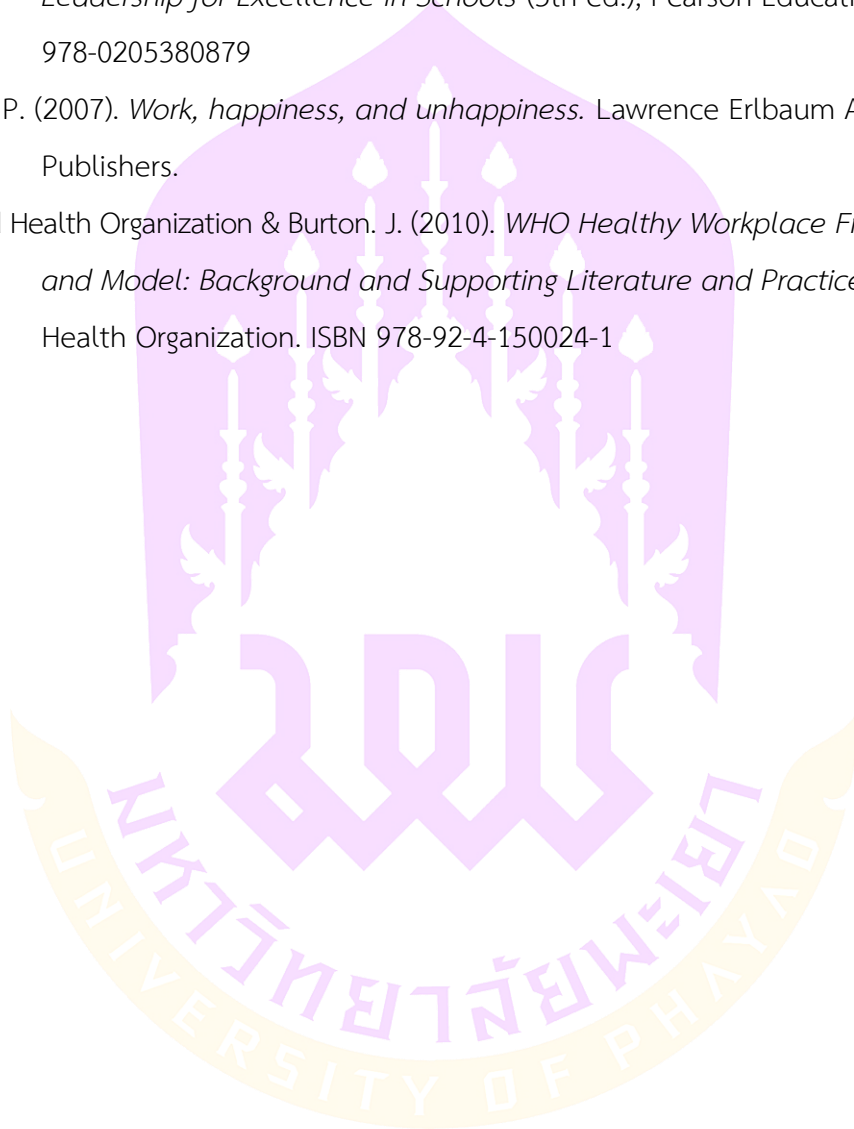 Leadership for Excellence in Schools (5th ed.), Pearson Educati
978-0205380879
P. (2007). Work, happiness, and unhappiness. Lawrence Erlbaum A
Publishers.
Health Organization & Burton. J. (2010). WHO Healthy Workplace Fr
and Model: Background and Supporting Literature and Practice
Health Organization. ISBN 978-92-4-150024-1
มหาวิทยาลัยพะเยา
UNIVERSITY OF PHAYAO